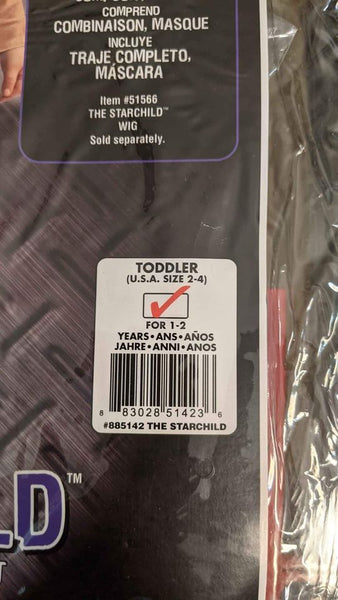 COMPREND
COMBINAISON, MASQUE
INCLUYE
TRAJE COMPLETO,
MÁSCARA
Item #51566
THE STARCHILD™
WIG
Sold separately.
TODDLER
(U.S.A. SIZE 2-4)
FOR 1-2
YEARS•ANS•AÑOS
JAHRE•ANNI•ANOS
8 83028 51423 6
#885142 THE STARCHILD
LD™